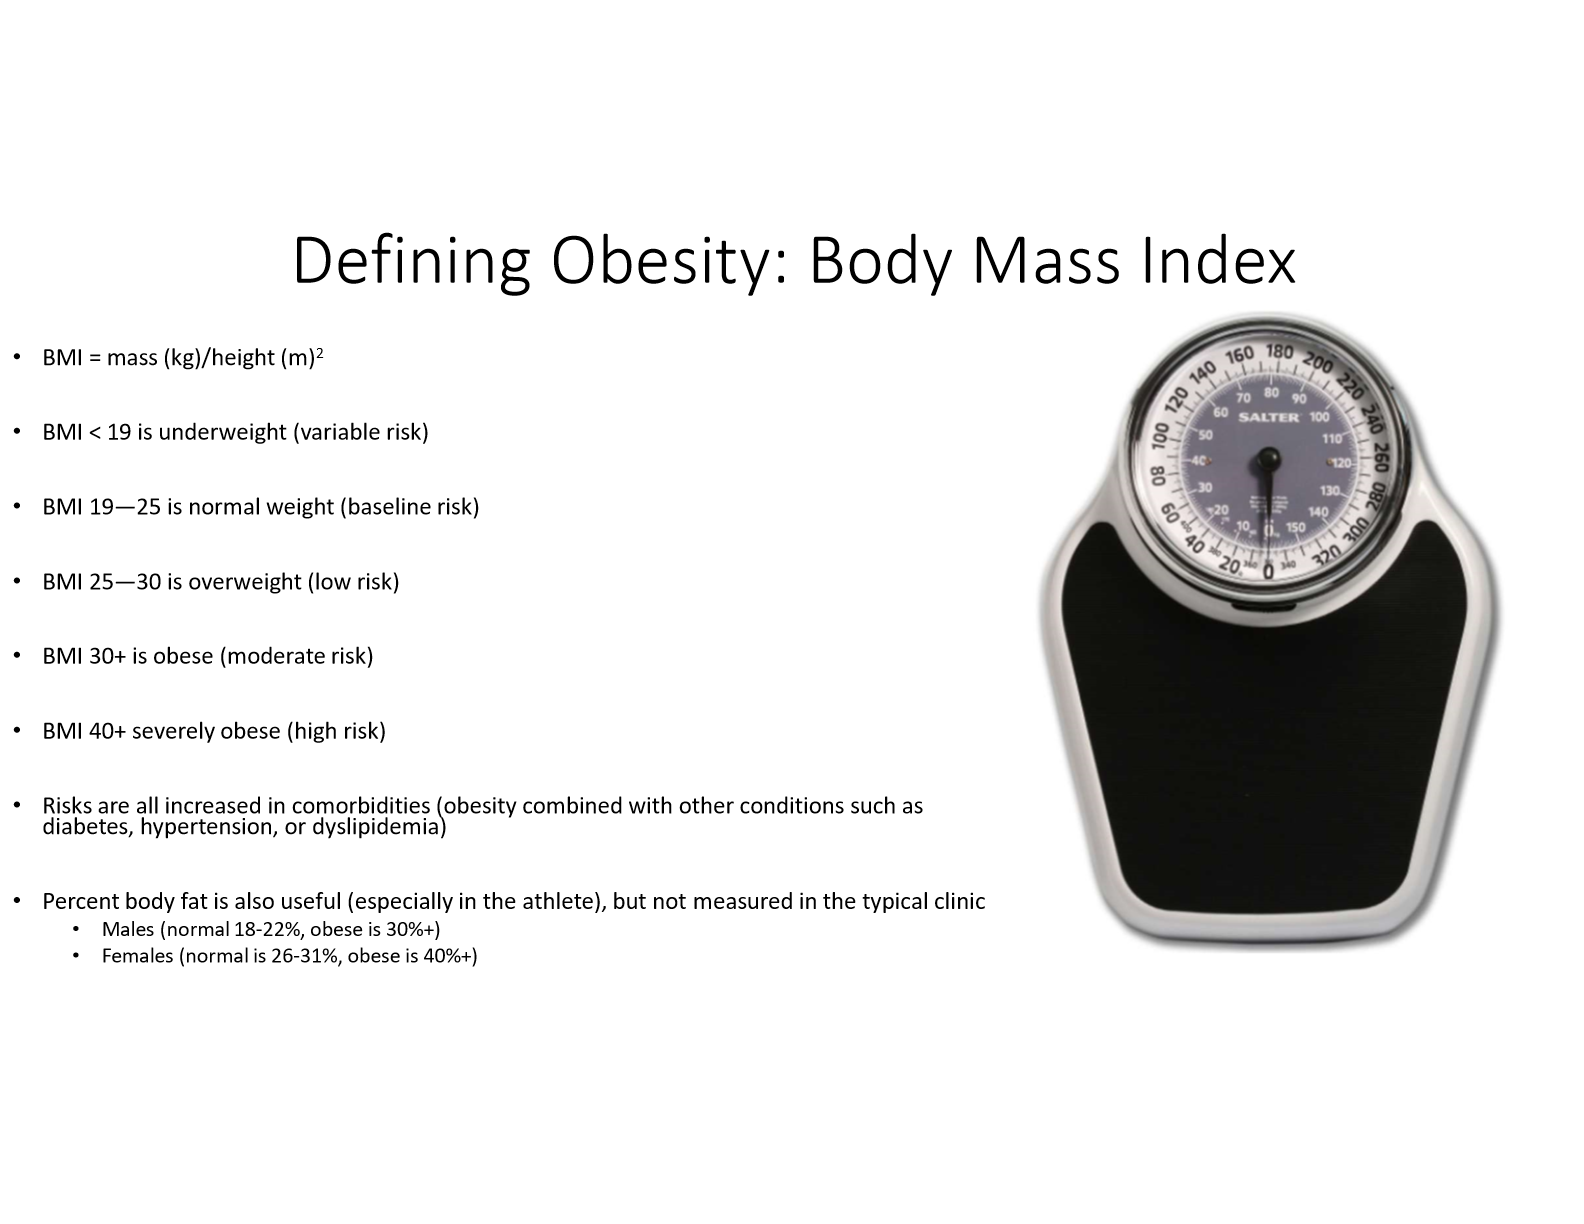 Defining Obesity: Body Mass Index
• BMI = mass (kg)/height (m)²
• BMI < 19 is underweight (variable risk)
• BMI 19—25 is normal weight (baseline risk)
• BMI 25—30 is overweight (low risk)
• BMI 30+ is obese (moderate risk)
• BMI 40+ severely obese (high risk)
• Risks are all increased in comorbidities (obesity combined with other conditions such as
diabetes, hypertension, or dyslipidemia)
• Percent body fat is also useful (especially in the athlete), but not measured in the typical clinic
• Males (normal 18-22%, obese is 30%+)
• Females (normal is 26-31%, obese is 40%+)
0 20 40 60 80 100 120 140 160 180 200 220 240 260 280 300 320 340 360
0 10 20 30 40 50 60 70 80 90 100 110 120 130 140 150
SALTER